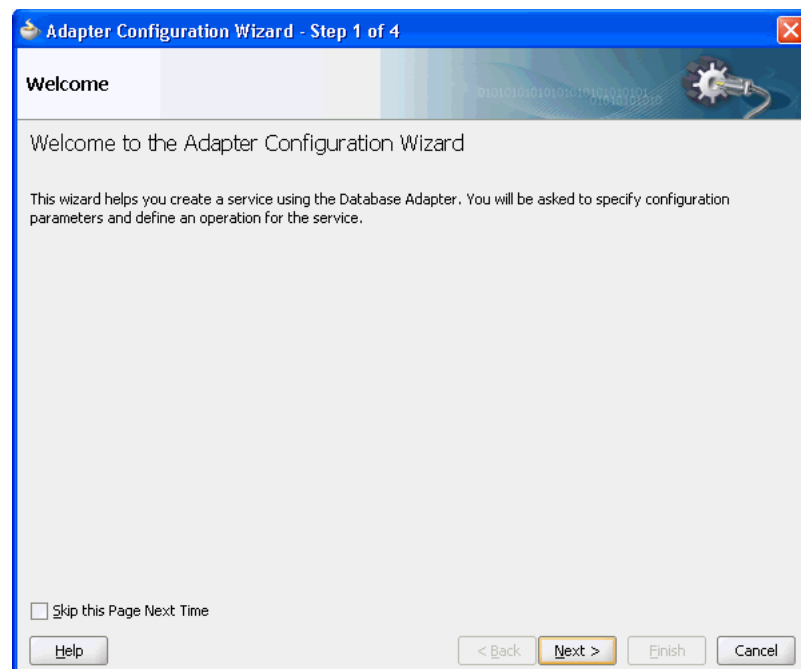 Adapter Configuration Wizard - Step 1 of 4
Welcome
Welcome to the Adapter Configuration Wizard
This wizard helps you create a service using the Database Adapter. You will be asked to specify configuration
parameters and define an operation for the service.
Skip this Page Next Time
Help
< Back
Next >
Finish
Cancel